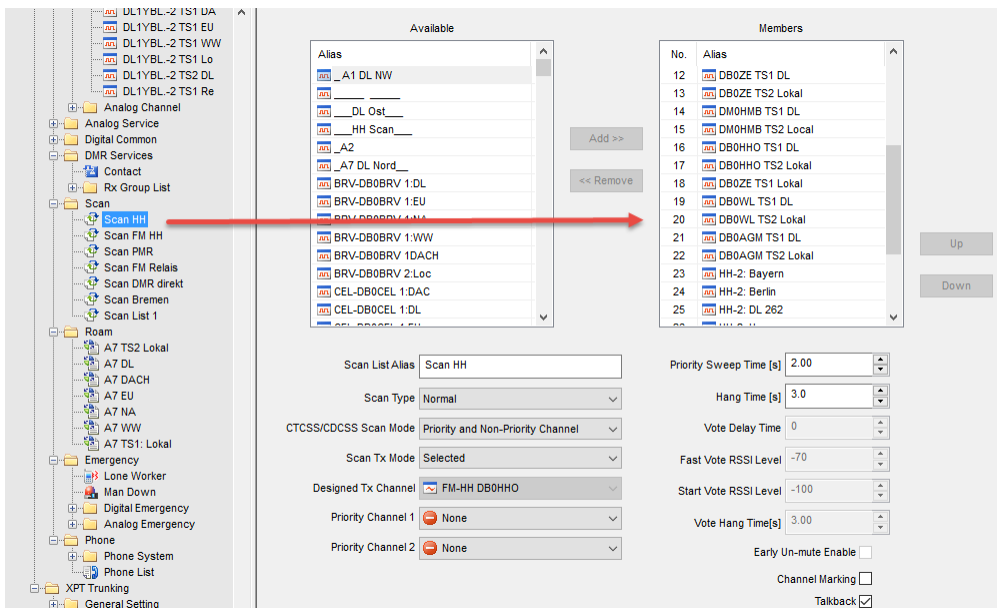 DL1YBL.-2 TS1 DA
DL1YBL.-2 TS1 EU
DL1YBL.-2 TS1 WW
DL1YBL.-2 TS1 Lo
DL1YBL.-2 TS2 DL
DL1YBL.-2 TS1 Re
Analog Channel
Analog Service
Digital Common
DMR Services
Contact
Rx Group List
Scan
Scan HH
Scan FM HH
Scan PMR
Scan FM Relais
Scan DMR direkt
Scan Bremen
Scan List 1
Roam
A7 TS2 Lokal
A7 DL
A7 DACH
A7 EU
A7 NA
A7 WW
A7 TS1: Lokal
Emergency
Lone Worker
Man Down
Digital Emergency
Analog Emergency
Phone
Phone System
Phone List
XPT Trunking
General Setting
Available
Alias
_ A1 DL NW
_____ _____
___DL Ost___
___HH Scan___
_A2
_A7 DL Nord__
BRV-DB0BRV 1:DL
BRV-DB0BRV 1:EU
BRV-DB0BRV 1:NA
BRV-DB0BRV 1:WW
BRV-DB0BRV 1DACH
BRV-DB0BRV 2:Loc
CEL-DB0CEL 1:DAC
CEL-DB0CEL 1:DL
Add >>
<< Remove
Members
No. Alias
12 DB0ZE TS1 DL
13 DB0ZE TS2 Lokal
14 DM0HMB TS1 DL
15 DM0HMB TS2 Local
16 DB0HHO TS1 DL
17 DB0HHO TS2 Lokal
18 DB0ZE TS1 Lokal
19 DB0WL TS1 DL
20 DB0WL TS2 Lokal
21 DB0AGM TS1 DL
22 DB0AGM TS2 Lokal
23 HH-2: Bayern
24 HH-2: Berlin
25 HH-2: DL 262
Up
Down
Scan List Alias Scan HH
Scan Type Normal
CTCSS/CDCSS Scan Mode Priority and Non-Priority Channel
Scan Tx Mode Selected
Designed Tx Channel FM-HH DB0HHO
Priority Channel 1 None
Priority Channel 2 None
Priority Sweep Time [s] 2.00
Hang Time [s] 3.0
Vote Delay Time 0
Fast Vote RSSI Level -70
Start Vote RSSI Level -100
Vote Hang Time[s] 3.00
Early Un-mute Enable
Channel Marking
Talkback